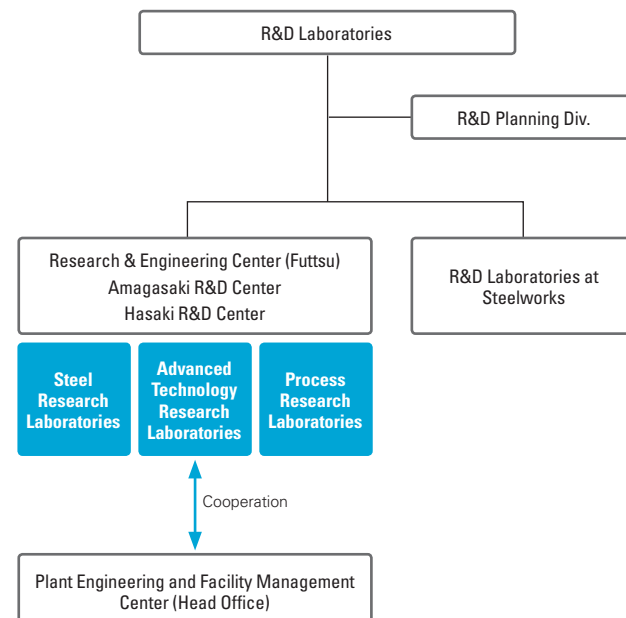 R&D Laboratories
R&D Planning Div.
Research & Engineering Center (Futtsu)
Amagasaki R&D Center
Hasaki R&D Center
R&D Laboratories at
Steelworks
Steel
Research
Laboratories
Advanced
Technology
Research
Laboratories
Process
Research
Laboratories
Cooperation
Plant Engineering and Facility Management
Center (Head Office)